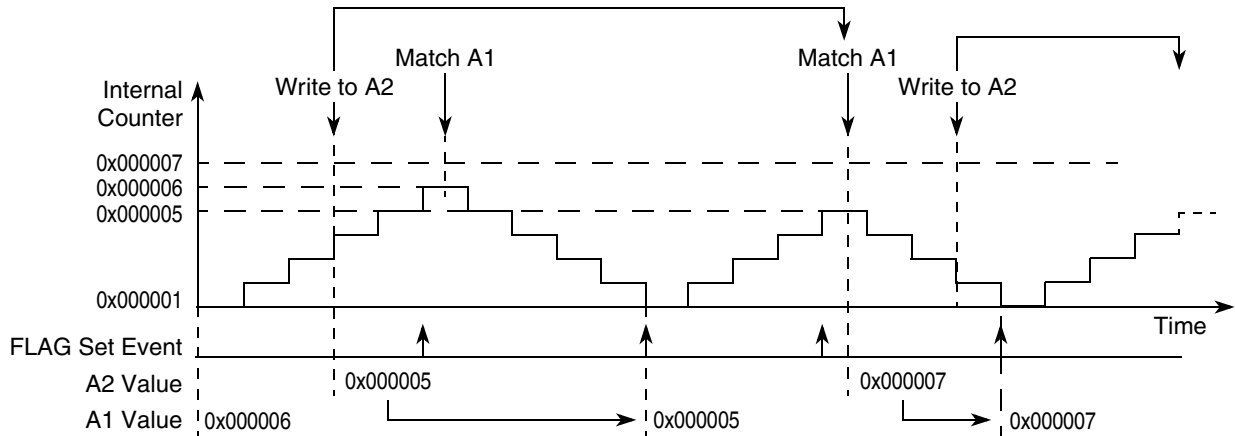 Match A1
Match A1
Write to A2
Write to A2
Internal
Counter
0x000007
0x000006
0x000005
0x000001
Time
FLAG Set Event
A2 Value
0x000005
0x000007
A1 Value
0x000006
0x000005
0x000007